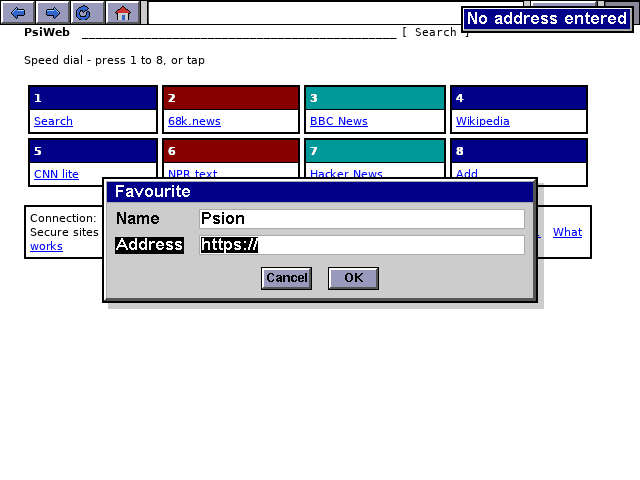 No address entered
PsiWeb [ Search ]
Speed dial - press 1 to 8, or tap
1 2 3 4
Search 68k.news BBC News Wikipedia
5 6 7 8
CNN lite NPR text Hacker News Add
Favourite
Name Psion
Address https://
Cancel OK
Connection:
Secure sites What
works